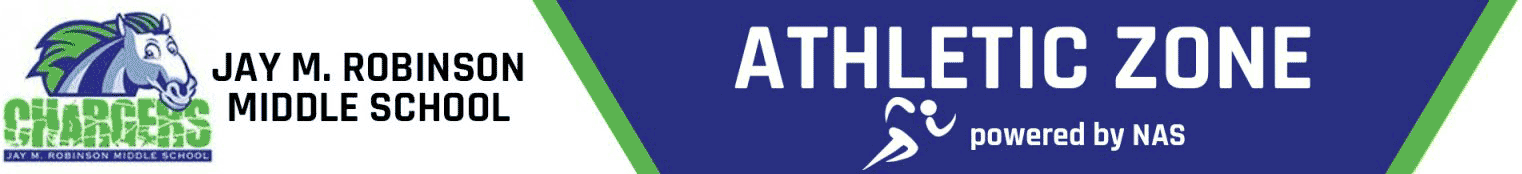 CHARGERS
JAY M. ROBINSON MIDDLE SCHOOL
JAY M. ROBINSON
MIDDLE SCHOOL
ATHLETIC ZONE
powered by NAS